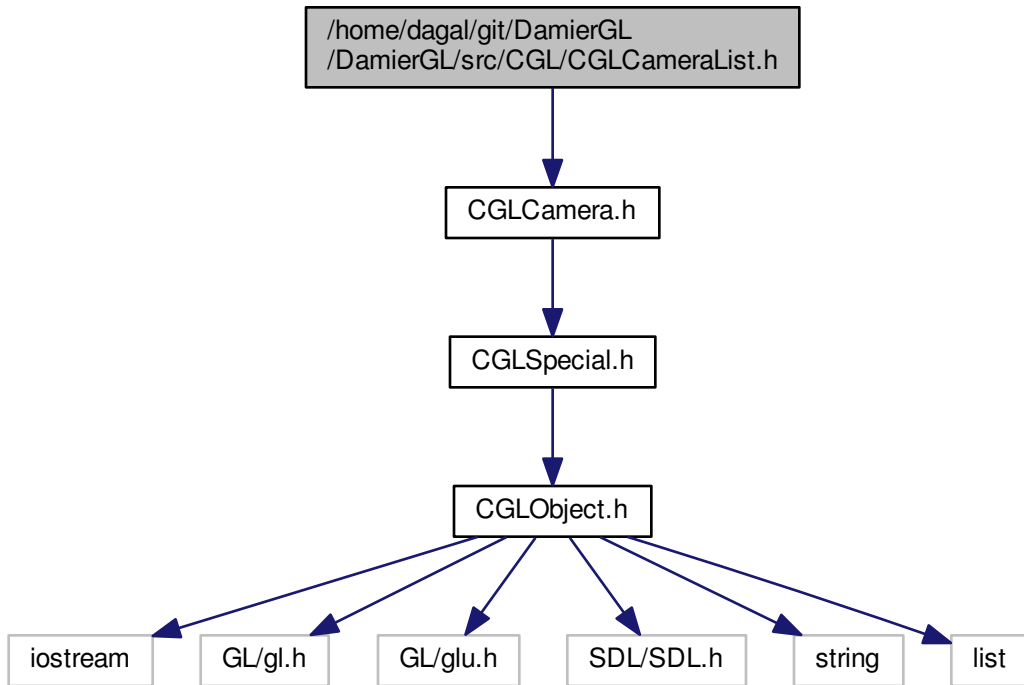 /home/dagal/git/DamierGL
/DamierGL/src/CGL/CGLCameraList.h
CGLCamera.h
CGLSpecial.h
CGLObject.h
iostream
GL/gl.h
GL/glu.h
SDL/SDL.h
string
list